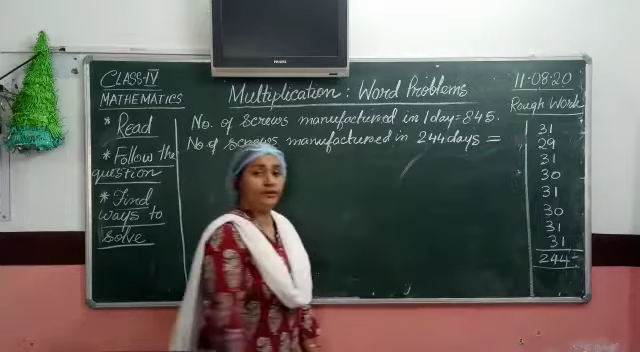 PHILIPS
CLASS-IV
MATHEMATICS
* Read
* Follow the
question
* Find
ways to
solve
Multiplication: Word Problems
No. of Screws manufactured in 1 day = 845.
No of screws manufactured in 244 days =
11-08-20
Rough Work
31
29
31
30
31
30
31
31
244